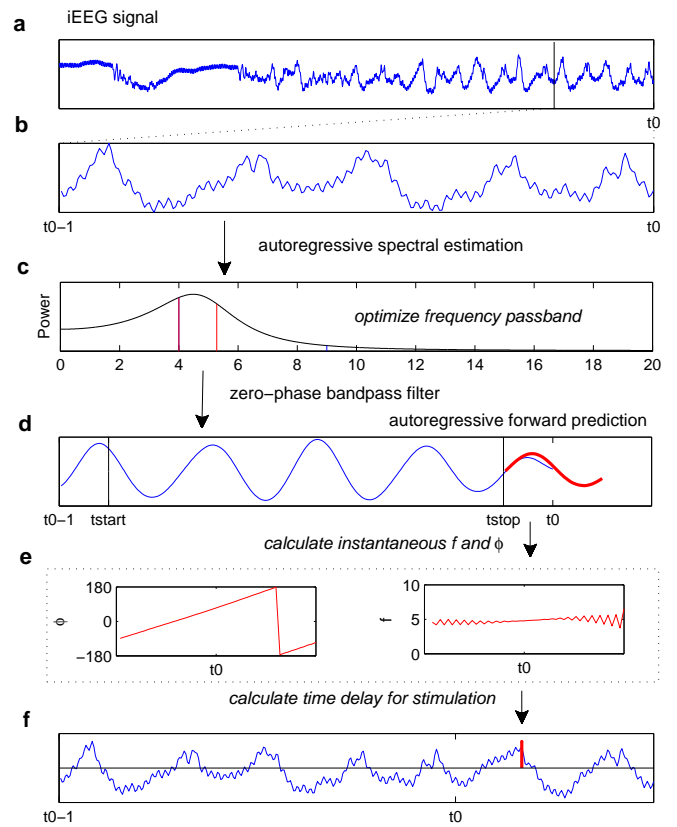 iEEG signal
a
t0
b
t0−1 t0
autoregressive spectral estimation
c
Power
optimize frequency passband
0 2 4 6 8 10 12 14 16 18 20
zero−phase bandpass filter
d
autoregressive forward prediction
t0−1 tstart tstop t0
calculate instantaneous f and ϕ
e
180
0
−180
ϕ
t0
10
5
0
f
t0
calculate time delay for stimulation
f
t0−1 t0